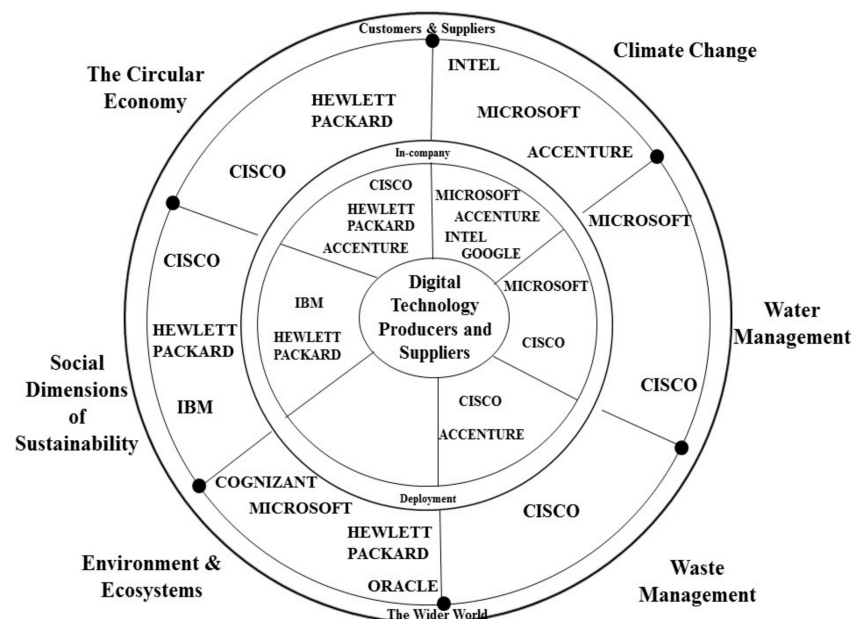 Customers & Suppliers
Climate Change
The Circular
Economy
INTEL
HEWLETT
PACKARD
MICROSOFT
ACCENTURE
CISCO
In-company
CISCO
HEWLETT
PACKARD
ACCENTURE
MICROSOFT
ACCENTURE
INTEL
GOOGLE
MICROSOFT
CISCO
HEWLETT
PACKARD
IBM
IBM
HEWLETT
PACKARD
Digital
Technology
Producers and
Suppliers
MICROSOFT
CISCO
CISCO
Water
Management
Social
Dimensions
of
Sustainability
CISCO
ACCENTURE
COGNIZANT
MICROSOFT
HEWLETT
PACKARD
ORACLE
Deployment
CISCO
Environment &
Ecosystems
Waste
Management
The Wider World